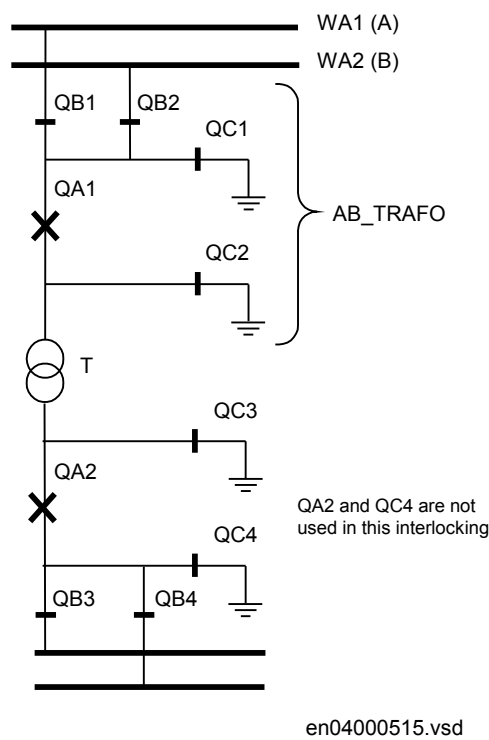 WA1 (A)
WA2 (B)
QB1
QB2
QC1
QA1
AB_TRAFO
QC2
T
QC3
QA2
QA2 and QC4 are not
used in this interlocking
QC4
QB3
QB4
en04000515.vsd